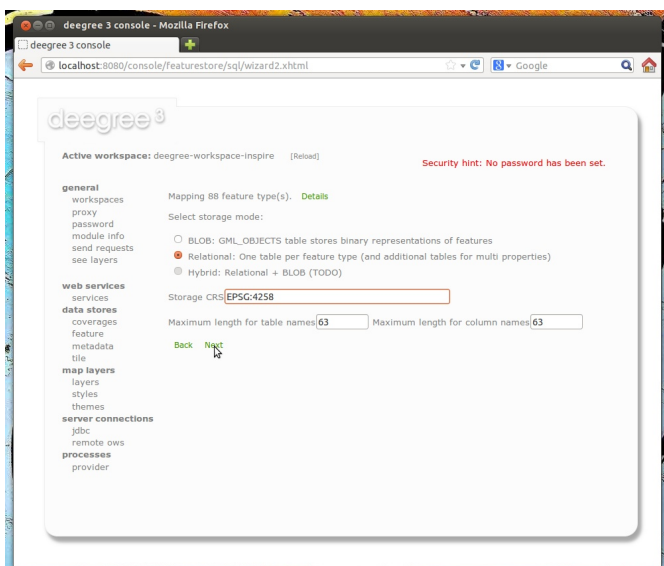 deegree 3 console - Mozilla Firefox
deegree 3 console
localhost:8080/console/featurestore/sql/wizard2.xhtml
Google
deegree 3
Active workspace: deegree-workspace-inspire [Reload]
Security hint: No password has been set.
general
workspaces
proxy
password
module info
send requests
see layers
web services
services
data stores
coverages
feature
metadata
tile
map layers
layers
styles
themes
server connections
jdbc
remote ows
processes
provider
Mapping 88 feature type(s). Details
Select storage mode:
BLOB: GML_OBJECTS table stores binary representations of features
Relational: One table per feature type (and additional tables for multi properties)
Hybrid: Relational + BLOB (TODO)
Storage CRS EPSG:4258
Maximum length for table names 63 Maximum length for column names 63
Back Next